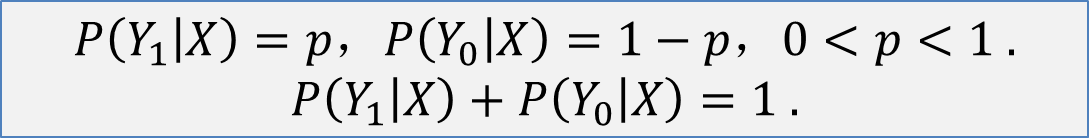 P(Y₁|X) = p, P(Y₀|X) = 1 − p, 0 < p < 1 .
P(Y₁|X) + P(Y₀|X) = 1 .